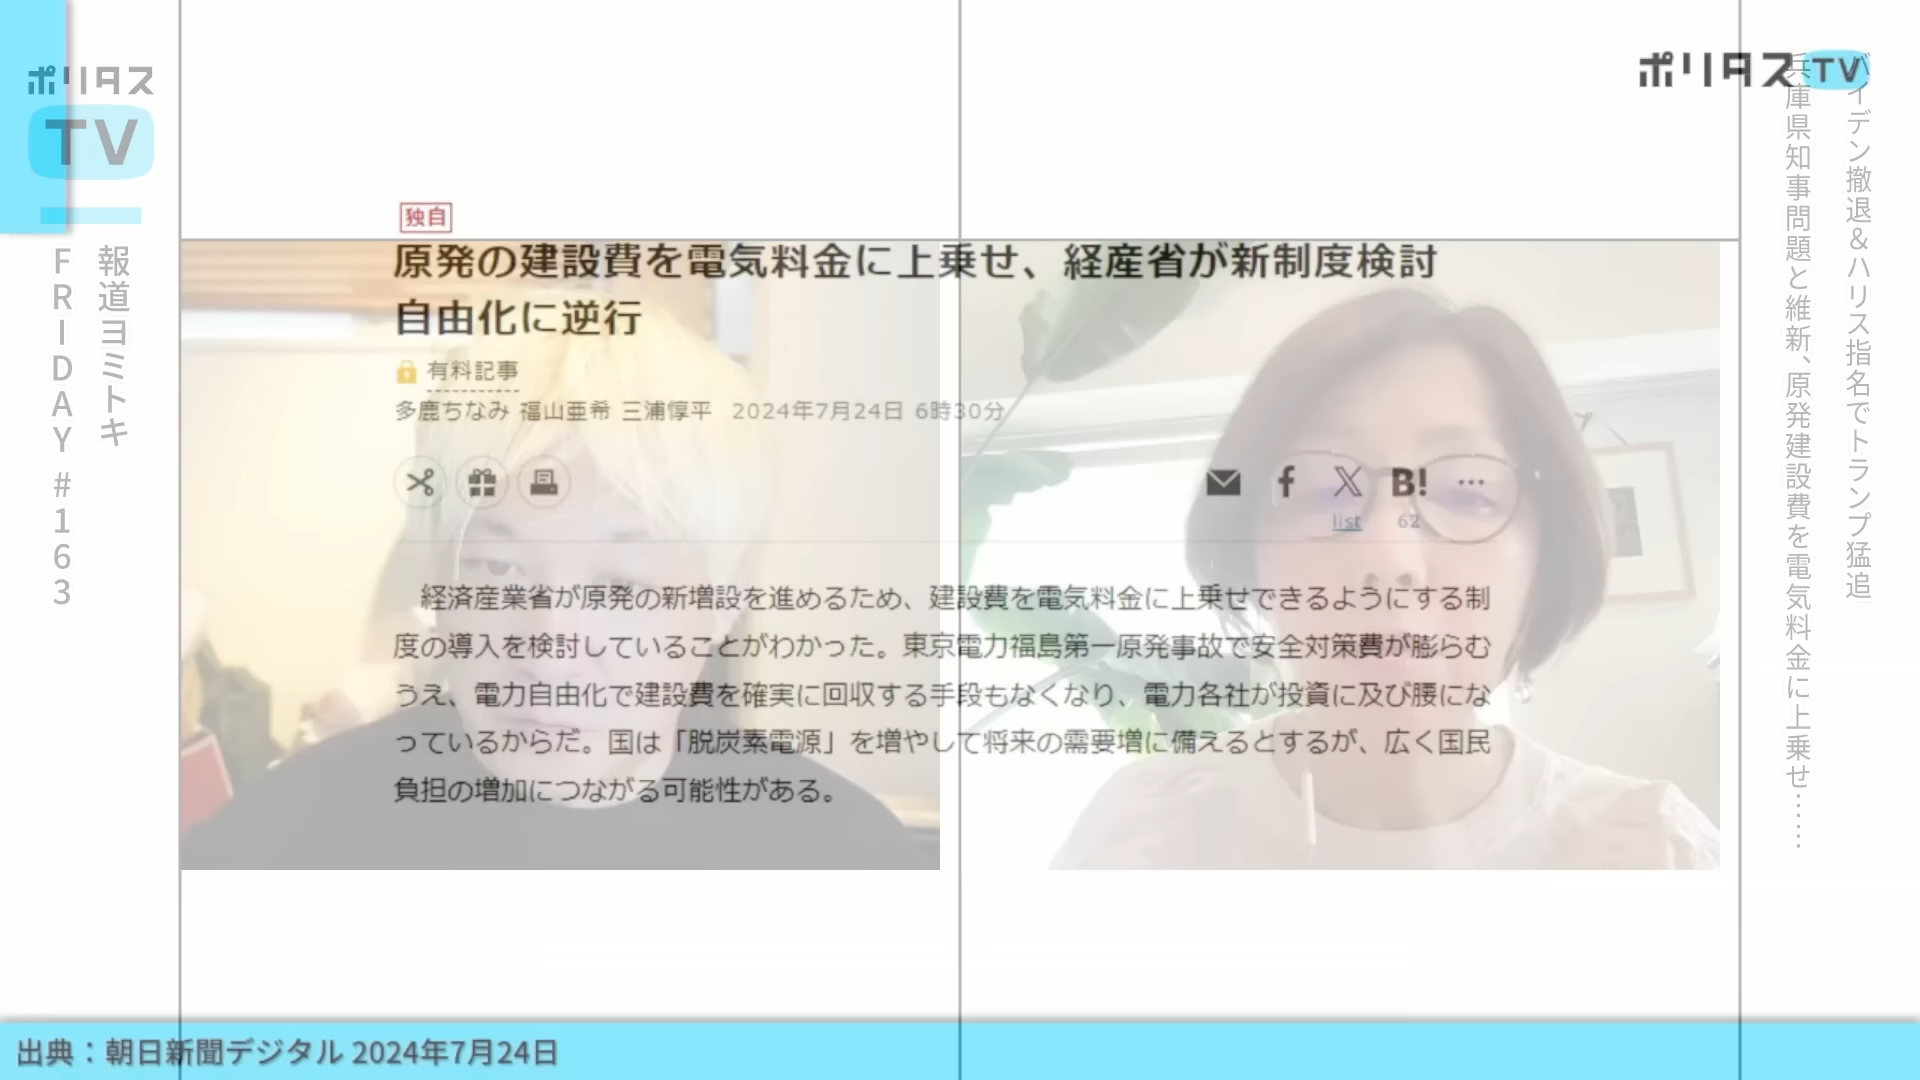 ポリタス
TV
報道ヨミトキ
FRIDAY #163
ポリタス TV
バイデン撤退&ハリス指名でトランプ猛追
兵庫県知事問題と維新、原発建設費を電気料金に上乗せ……
独自
原発の建設費を電気料金に上乗せ、経産省が新制度検討
自由化に逆行
有料記事
多鹿ちなみ 福山亜希 三浦惇平 2024年7月24日 6時30分
list
B!
62
経済産業省が原発の新増設を進めるため、建設費を電気料金に上乗せできるようにする制
度の導入を検討していることがわかった。東京電力福島第一原発事故で安全対策費が膨らむ
うえ、電力自由化で建設費を確実に回収する手段もなくなり、電力各社が投資に及び腰にな
っているからだ。国は「脱炭素電源」を増やして将来の需要増に備えるとするが、広く国民
負担の増加につながる可能性がある。
出典：朝日新聞デジタル 2024年7月24日